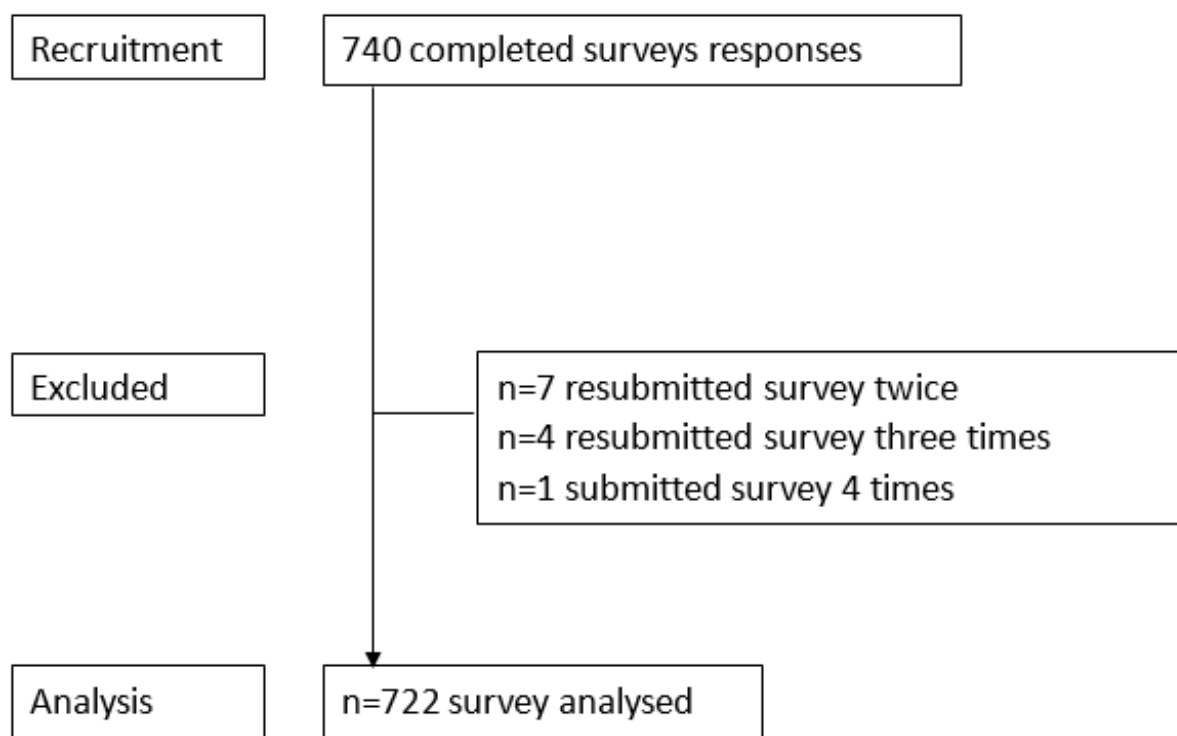 Recruitment
740 completed surveys responses
Excluded
n=7 resubmitted survey twice
n=4 resubmitted survey three times
n=1 submitted survey 4 times
Analysis
n=722 survey analysed